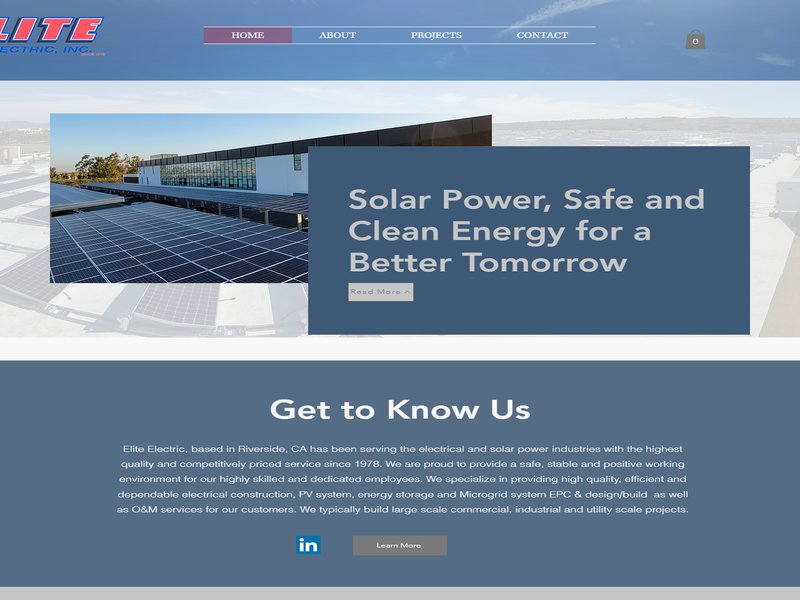 LITE
LECTRIC, INC.
SINCE 1978
HOME
ABOUT
PROJECTS
CONTACT
0
Solar Power, Safe and
Clean Energy for a
Better Tomorrow
Read More
Get to Know Us
Elite Electric, based in Riverside, CA has been serving the electrical and solar power industries with the highest
quality and competitively priced service since 1978. We are proud to provide a safe, stable and positive working
environment for our highly skilled and dedicated employees. We specialize in providing high quality, efficient and
dependable electrical construction, PV system, energy storage and Microgrid system EPC & design/build as well
as O&M services for our customers. We typically build large scale commercial, industrial and utility scale projects.
in
Learn More